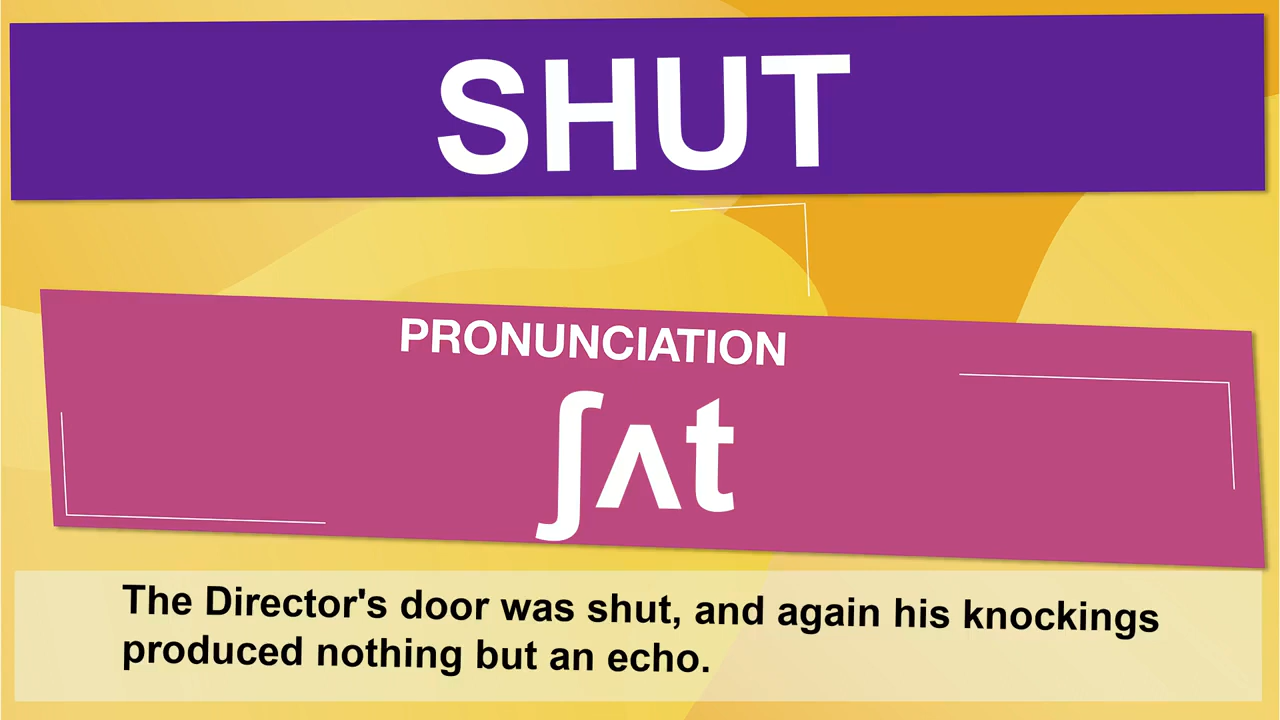 SHUT
PRONUNCIATION
ʃʌt
The Director's door was shut, and again his knockings
produced nothing but an echo.